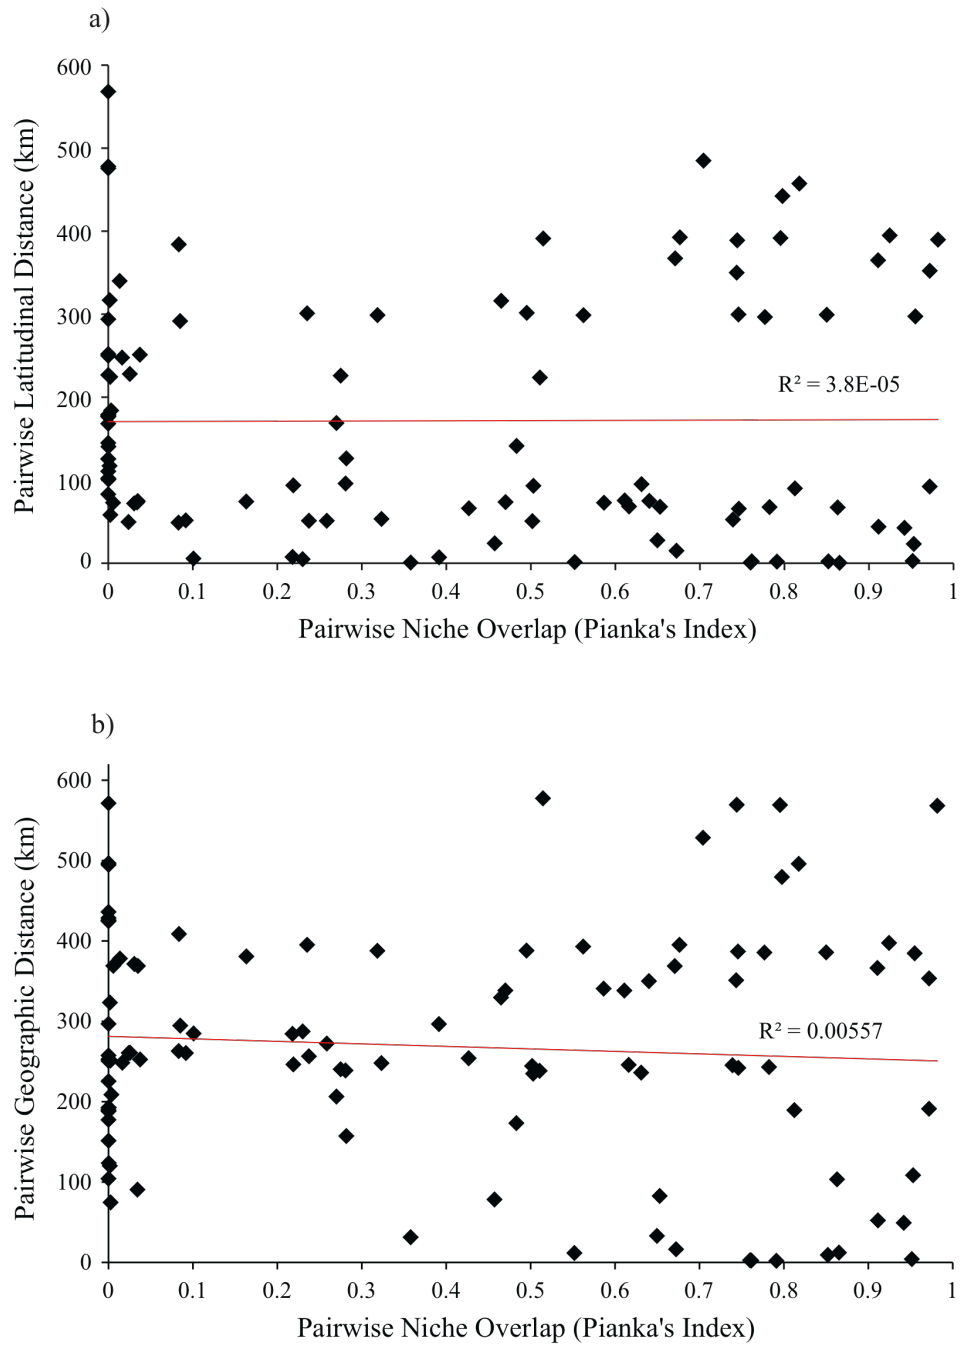 a)
600
500
400
300
200
100
0
Pairwise Latitudinal Distance (km)
R² = 3.8E-05
0 0.1 0.2 0.3 0.4 0.5 0.6 0.7 0.8 0.9 1
Pairwise Niche Overlap (Pianka's Index)
b)
600
500
400
300
200
100
0
Pairwise Geographic Distance (km)
R² = 0.00557
0 0.1 0.2 0.3 0.4 0.5 0.6 0.7 0.8 0.9 1
Pairwise Niche Overlap (Pianka's Index)